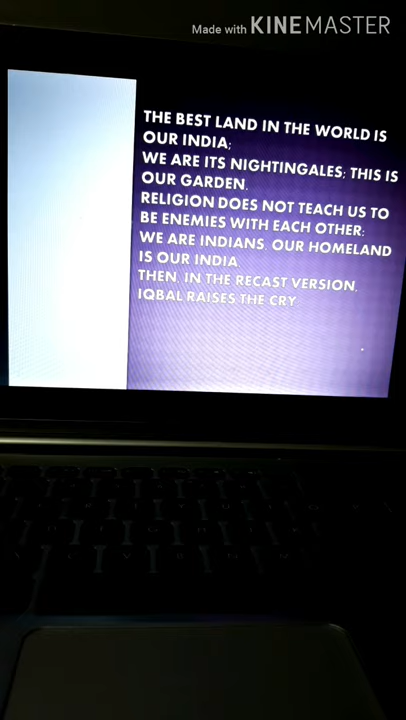 Made with KINEMASTER
THE BEST LAND IN THE WORLD IS
OUR INDIA;
WE ARE ITS NIGHTINGALES; THIS IS
OUR GARDEN.
RELIGION DOES NOT TEACH US TO
BE ENEMIES WITH EACH OTHER:
WE ARE INDIANS, OUR HOMELAND
IS OUR INDIA
THEN, IN THE RECAST VERSION,
IQBAL RAISES THE CRY